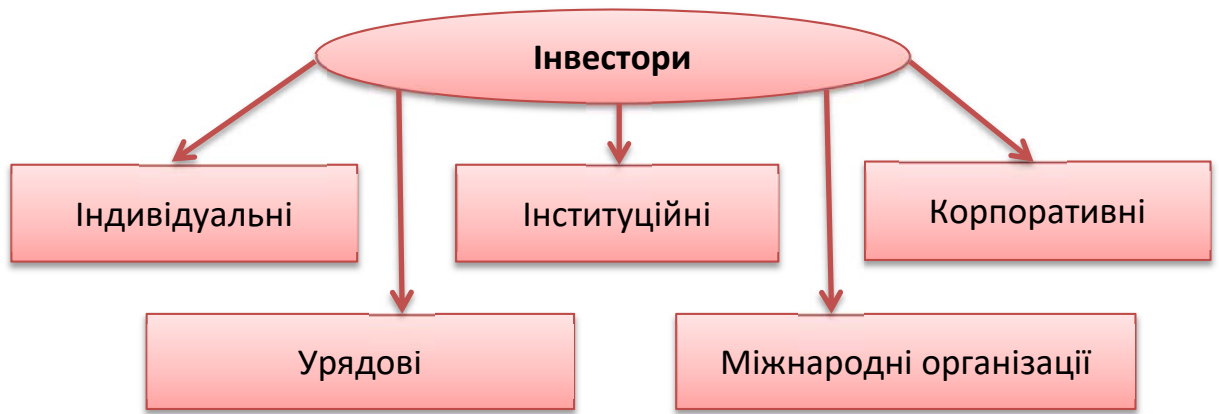 Інвестори
Індивідуальні
Інституційні
Корпоративні
Урядові
Міжнародні організації